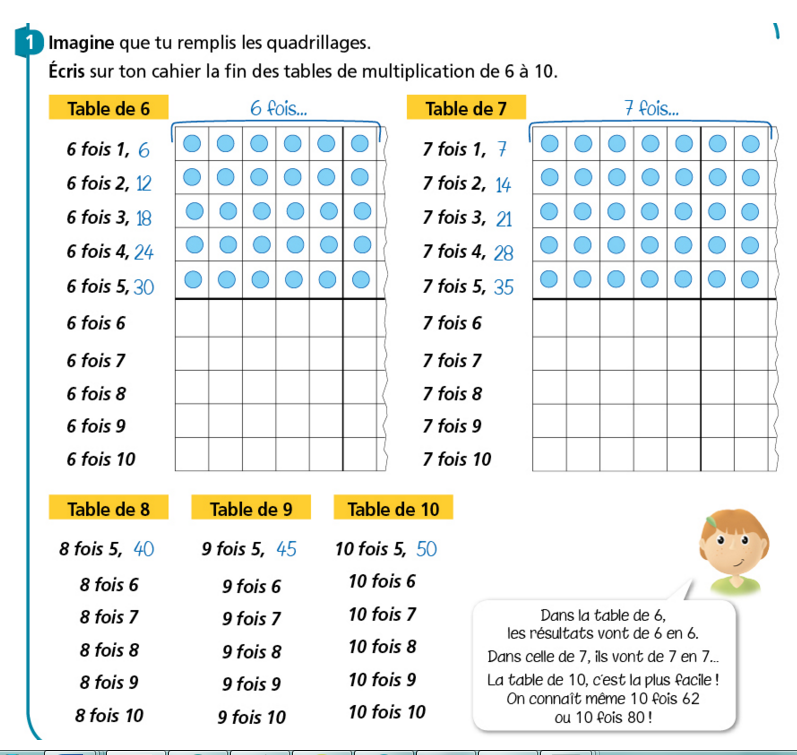 1 Imagine que tu remplis les quadrillages.
Écris sur ton cahier la fin des tables de multiplication de 6 à 10.
Table de 6
6 fois...
6 fois 1, 6
6 fois 2, 12
6 fois 3, 18
6 fois 4, 24
6 fois 5, 30
6 fois 6
6 fois 7
6 fois 8
6 fois 9
6 fois 10
Table de 7
7 fois...
7 fois 1, 7
7 fois 2, 14
7 fois 3, 21
7 fois 4, 28
7 fois 5, 35
7 fois 6
7 fois 7
7 fois 8
7 fois 9
7 fois 10
Table de 8
8 fois 5, 40
8 fois 6
8 fois 7
8 fois 8
8 fois 9
8 fois 10
Table de 9
9 fois 5, 45
9 fois 6
9 fois 7
9 fois 8
9 fois 9
9 fois 10
Table de 10
10 fois 5, 50
10 fois 6
10 fois 7
10 fois 8
10 fois 9
10 fois 10
Dans la table de 6,
les résultats vont de 6 en 6.
Dans celle de 7, ils vont de 7 en 7...
La table de 10, c'est la plus facile !
On connaît même 10 fois 62
ou 10 fois 80 !